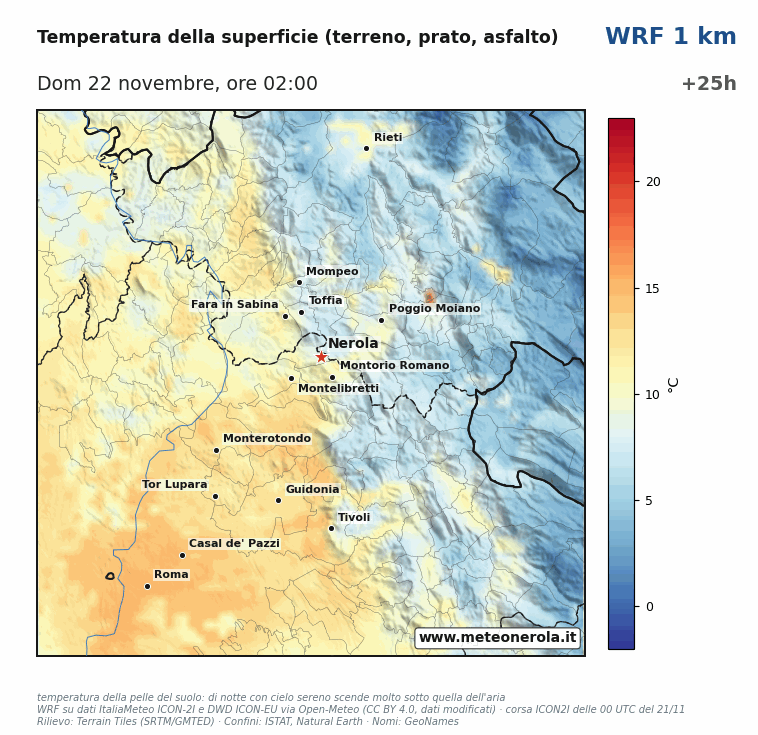 Temperatura della superficie (terreno, prato, asfalto)
WRF 1 km
Dom 22 novembre, ore 02:00
+25h
Rieti
Mompeo
Fara in Sabina
Toffia
Poggio Moiano
Nerola
Montorio Romano
Montelibretti
Monterotondo
Tor Lupara
Guidonia
Tivoli
Casal de' Pazzi
Roma
www.meteonerola.it
20
15
10
5
0
°C
temperatura della pelle del suolo: di notte con cielo sereno scende molto sotto quella dell'aria
WRF su dati ItaliaMeteo ICON-2I e DWD ICON-EU via Open-Meteo (CC BY 4.0, dati modificati) · corsa ICON2I delle 00 UTC del 21/11
Rilievo: Terrain Tiles (SRTM/GMTED) · Confini: ISTAT, Natural Earth · Nomi: GeoNames